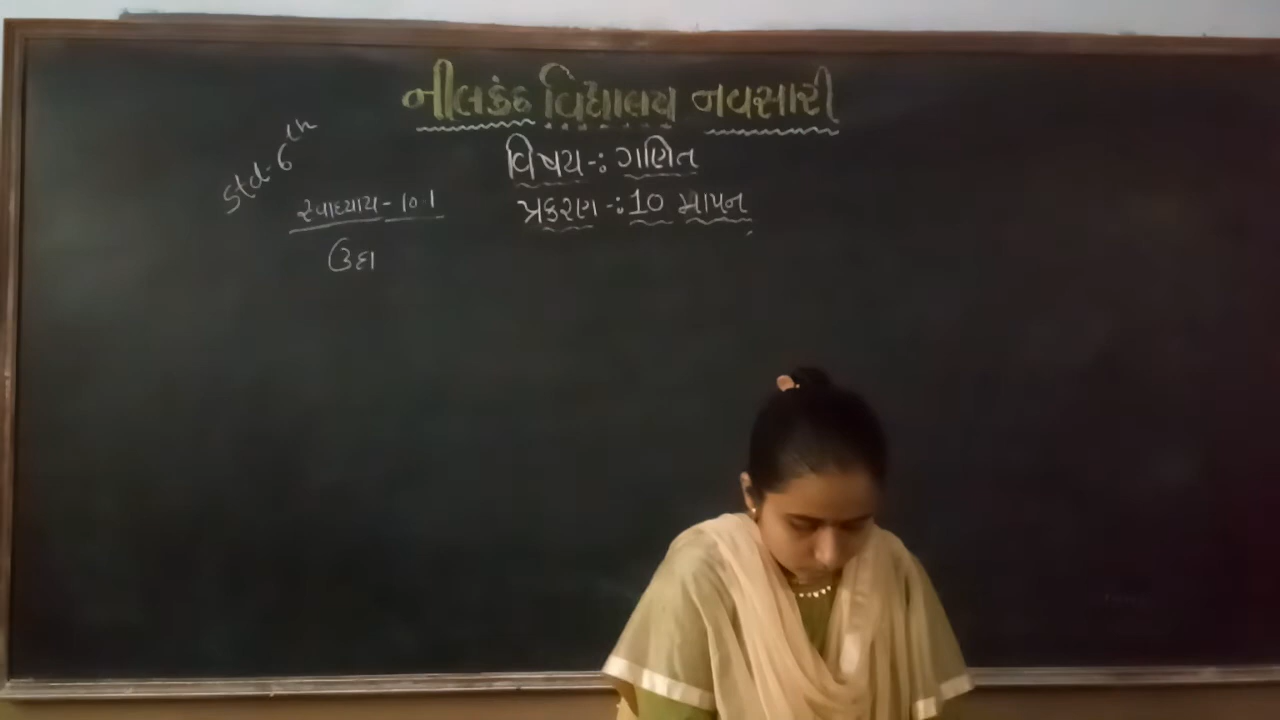 નીલકંઠ વિદ્યાલય નવસારી
વિષય-: ગણિત
પ્રકરણ-: 10 માપન
Std-6th
સ્વાધ્યાય-10.1
ઉદા